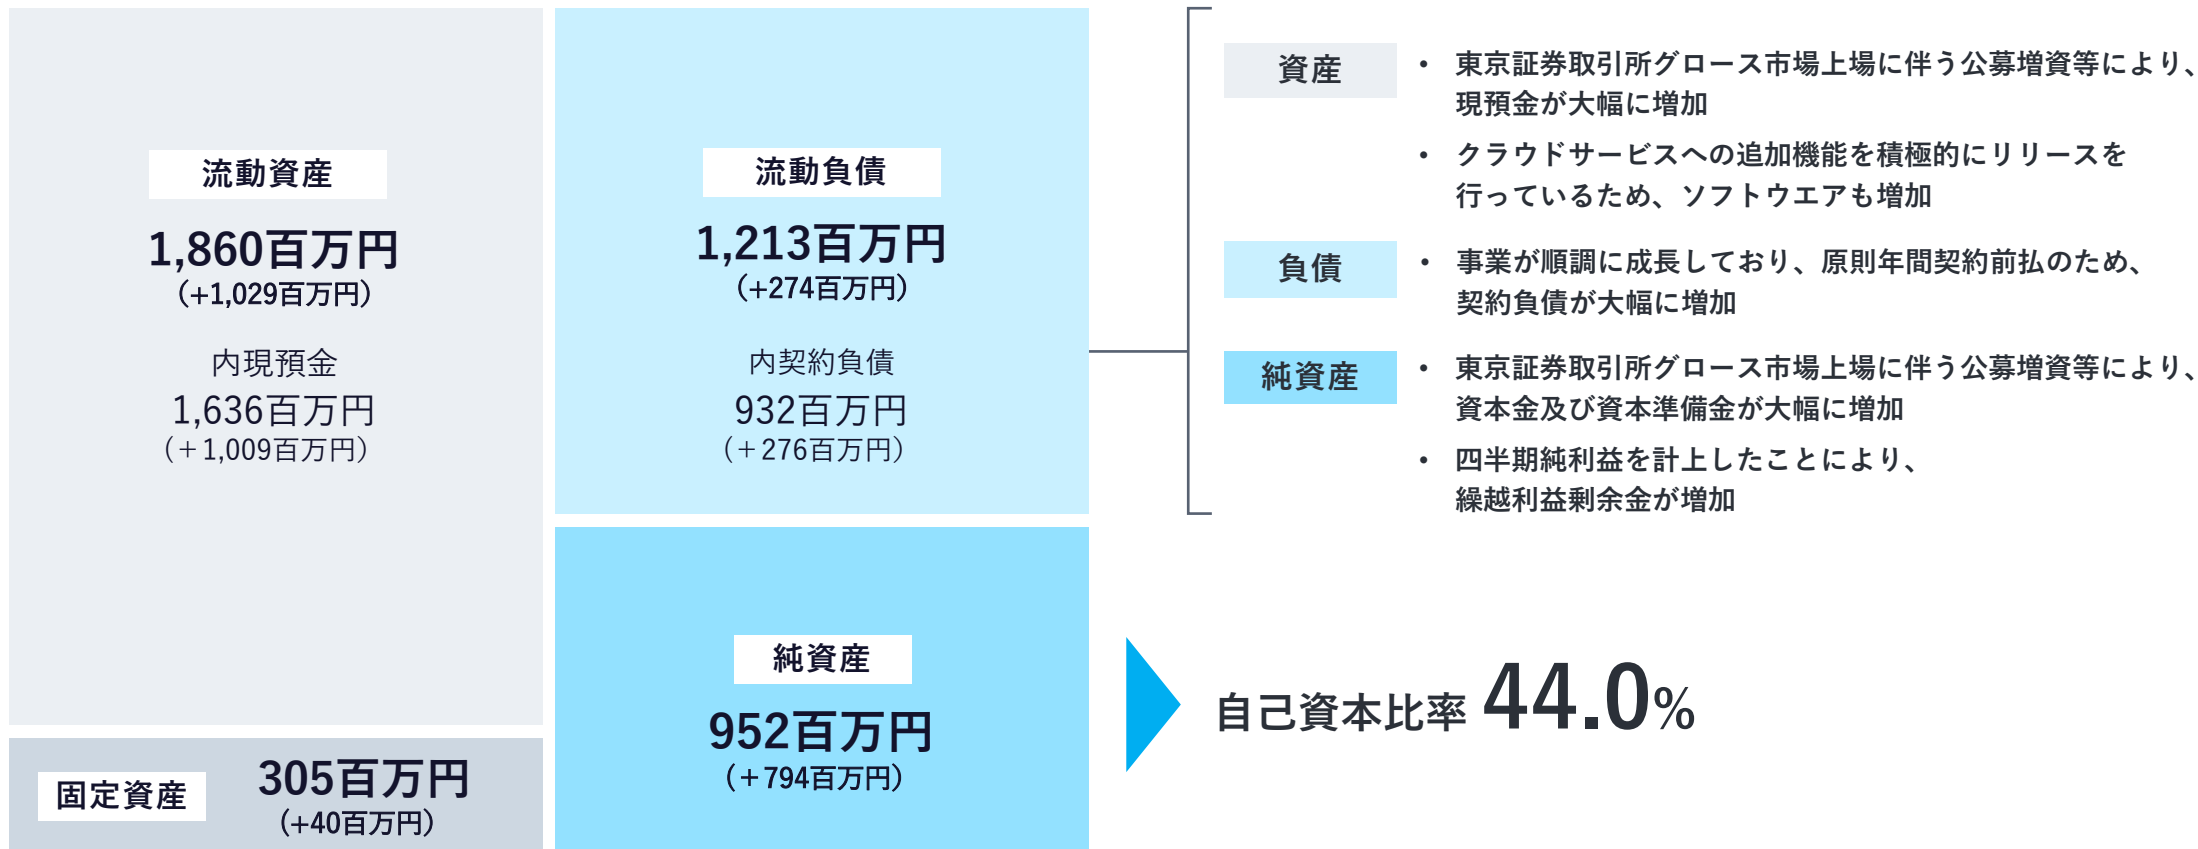 流動資産
1,860百万円
(+1,029百万円)
内現預金
1,636百万円
(+1,009百万円)
固定資産
305百万円
(+40百万円)
流動負債
1,213百万円
(+274百万円)
内契約負債
932百万円
(+276百万円)
純資産
952百万円
(+794百万円)
資産
• 東京証券取引所グロース市場上場に伴う公募増資等により、
現預金が大幅に増加
• クラウドサービスへの追加機能を積極的にリリースを
行っているため、ソフトウエアも増加
負債
• 事業が順調に成長しており、原則年間契約前払のため、
契約負債が大幅に増加
純資産
• 東京証券取引所グロース市場上場に伴う公募増資等により、
資本金及び資本準備金が大幅に増加
• 四半期純利益を計上したことにより、
繰越利益剰余金が増加
自己資本比率 44.0%